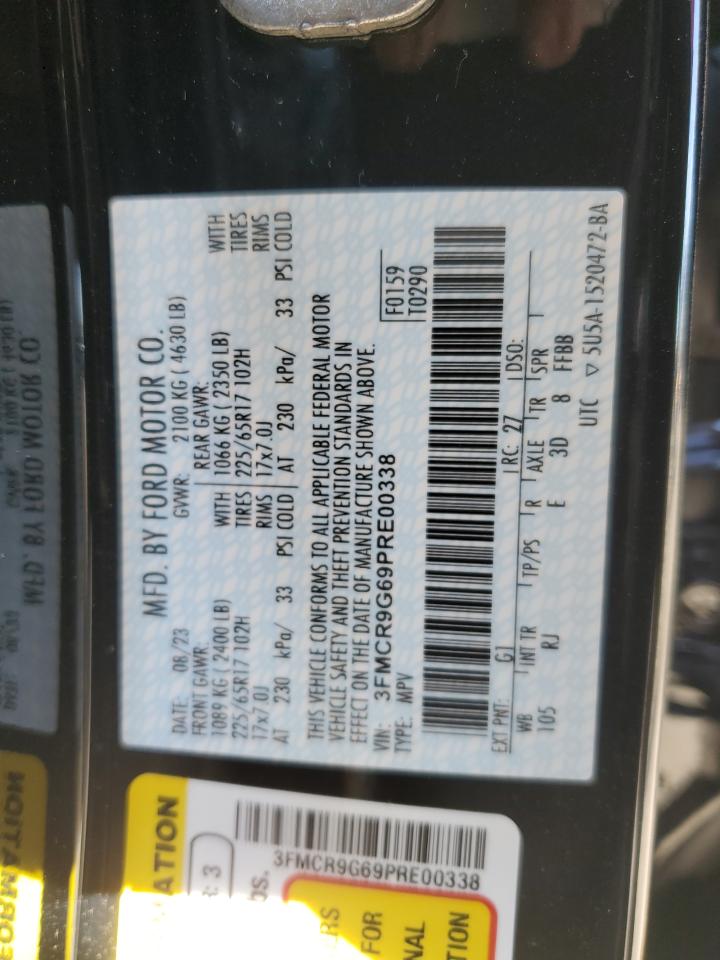 MFD. BY FORD MOTOR CO.
DATE: 08/23 GVWR: 2100 KG ( 4630 LB)
FRONT GAWR: REAR GAWR:
1089 KG ( 2400 LB) WITH 1066 KG ( 2350 LB) WITH
225/65R17 102H TIRES 225/65R17 102H TIRES
17x7.0J RIMS 17x7.0J RIMS
AT 230 kPa/ 33 PSI COLD AT 230 kPa/ 33 PSI COLD
THIS VEHICLE CONFORMS TO ALL APPLICABLE FEDERAL MOTOR
VEHICLE SAFETY AND THEFT PREVENTION STANDARDS IN
EFFECT ON THE DATE OF MANUFACTURE SHOWN ABOVE.
VIN: 3FMCR9G69PRE00338 F0159
TYPE: MPV T0290
EXT PNT: G1 RC: 27 DSO:
WB INT TR TP/PS R AXLE TR SPR
105 RJ E 3D 8 FFBB
UTC ▽ 5U5A-1520472-BA
ATION
: 3
OS.
3FMCR9G69PRE00338
RS
FOR
NAL
TION